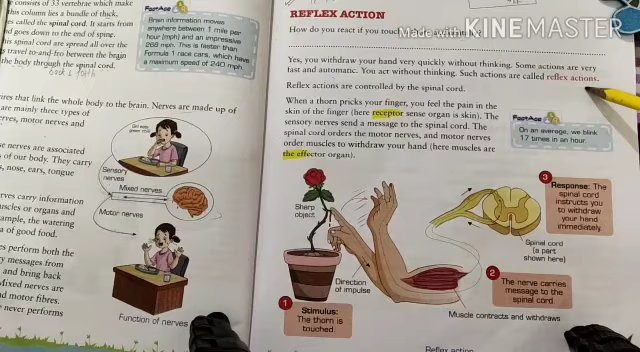 consists of 33 vertebrate which make
this column lies a bundle of thick,
called the spinal cord. It starts from
d goes down to the end of spine.
his spinal cord are spread all over the
s travel to-and-fro between the brain
the body through the spinal cord.
Fact Age
Brain information moves
anywhere between 1 mile per
hour (mph) and an impressive
268 mph. This is faster than
Formula 1 race cars, which have
a maximum speed of 240 mph.
ires that link the whole body to the brain. Nerves are made of
are mainly three types of
erves, motor nerves and
e nerves are associated
of our body. They carry
nose, ears, tongue
rves carry information
uscles or organs and
ample, the watering
a of good food.
es perform both the
ry messages from
and bring back
Mixed nerves are
d motor fibres.
never performs
Sensory
nerves
Mixed nerves
Motor nerves
Function of nerves
REFLEX ACTION
How do you react if you touch
Made with KINEMASTER
Yes, you withdraw your hand very quickly without thinking. Some actions are very
fast and automatic. You act without thinking. Such actions are called reflex actions.
Reflex actions are controlled by the spinal cord.
When a thorn pricks your finger, you feel the pain in the
skin of the finger (here receptor sense organ is skin). The
sensory nerves send a message to the spinal cord. The
spinal cord orders the motor nerves, and motor nerves
order muscles to withdraw your hand (here muscles are
the effector organ).
Fact Age
On an average, we blink
17 times in an hour.
Sharp
object
Direction
of impulse
1
Stimulus:
The thorn is
touched.
2
The nerve carries
message to the
spinal cord.
Muscle contracts and withdraws
3
Response: The
spinal cord
instructs you
to withdraw
your hand
immediately.
Spinal cord
(a part
shown here)
Reflex action